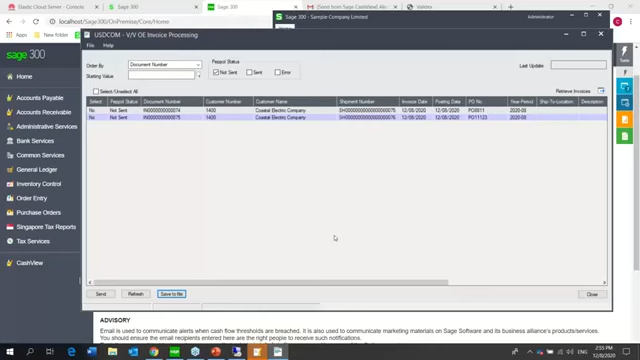 Elastic Cloud Server - Console
Sage 300
Sage 300
Sage 300 - Sample Company Limited
Administrator
Valdrex
localhost/Sage300/OnPremise/Core/Home
sage 300
Home
Accounts Payable
Accounts Receivable
Administrative Services
Bank Services
Common Services
General Ledger
Inventory Control
Order Entry
Purchase Orders
Singapore Tax Reports
Tax Services
CashView
Tools
USDCOM - V/V OE Invoice Processing
File Help
Order By
Document Number
Starting Value
Peppol Status
Not Sent
Sent
Error
Last Update
Select/Unselect All
Retrieve Invoices
Select Peppol Status Document Number Customer Number Customer Name Shipment Number Invoice Date Posting Date PO No Year-Period Ship-To-Location Description
No Not Sent IN0000000000000074 1400 Coastal Electric Company 12/08/2020 12/08/2020 2020-08
No Not Sent IN0000000000000075 1400 Coastal Electric Company 12/08/2020 12/08/2020 PO11123 2020-08
Send
Refresh
Save to file
Close
ADVISORY
Email is used to communicate alerts when cash flow thresholds are breached. It is also used to communicate marketing materials on Sage Software and its business alliance's products/services.
You should ensure the email recipients entered here are the right people to receive such notifications.
2:55 PM
12/8/2020